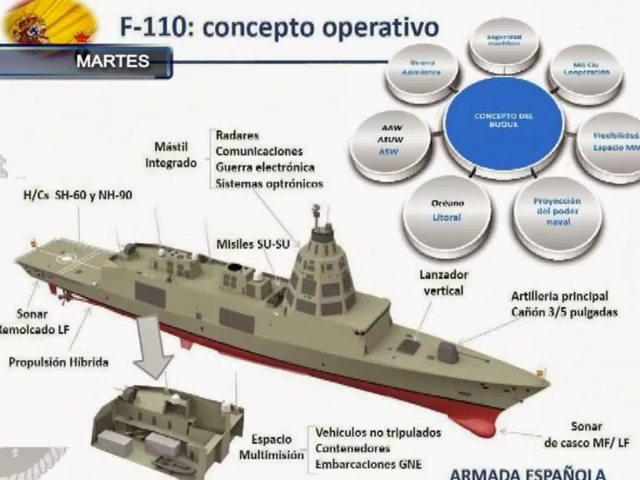 F-110: concepto operativo
MARTES
Seguridad
marítima
Guerra
Asimétrica
Mil Civ
Cooperación
CONCEPTO DEL
BUQUE
AAW
ASUW
ASW
Flexibilidad
Espacio MM
Océano
Litoral
Proyección
del poder
naval
Mástil
Integrado
Radares
Comunicaciones
Guerra electrónica
Sistemas optrónicos
H/Cs SH-60 y NH-90
Misiles SU-SU
Lanzador
vertical
Artillería principal
Cañón 3/5 pulgadas
Sonar
Remolcado LF
Propulsión Híbrida
Espacio
Multimisión
Vehículos no tripulados
Contenedores
Embarcaciones GNE
Sonar
de casco MF/ LF
ARMADA ESPAÑOLA